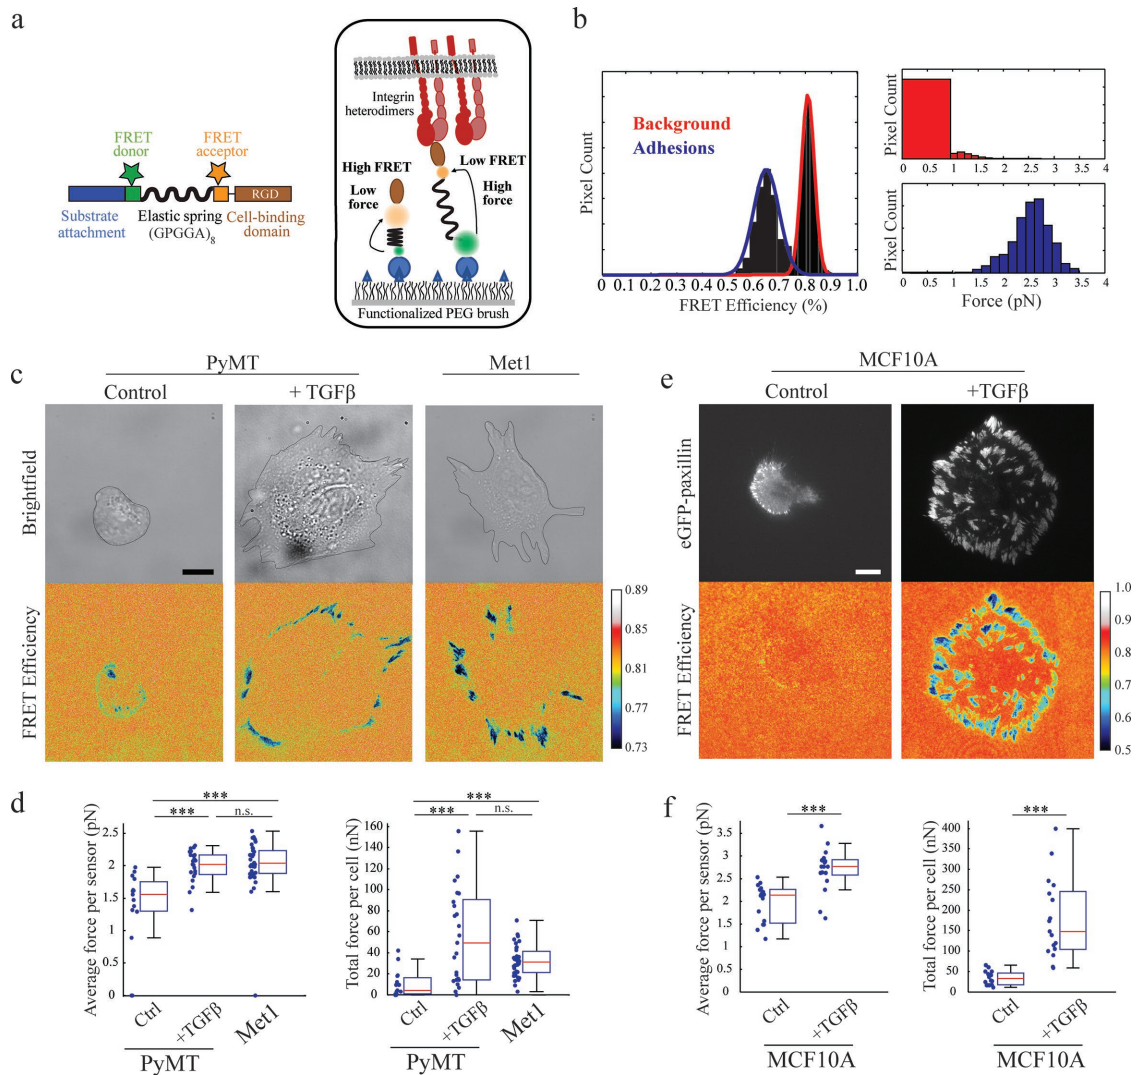 a
FRET
donor
FRET
acceptor
RGD
Substrate
attachment
Elastic spring
(GPGGA)8
Cell-binding
domain
Integrin
heterodimers
High FRET
Low FRET
Low
force
High
force
Functionalized PEG brush
b
Pixel Count
Background
Adhesions
0 0.1 0.2 0.3 0.4 0.5 0.6 0.7 0.8 0.9 1.0
FRET Efficiency (%)
Pixel Count
0 0.5 1 1.5 2 2.5 3 3.5 4
Pixel Count
0 0.5 1 1.5 2 2.5 3 3.5 4
Force (pN)
c
PyMT
Met1
Control
+ TGFβ
Brightfield
FRET Efficiency
0.89
0.85
0.81
0.77
0.73
e
MCF10A
Control
+TGFβ
eGFP-paxillin
FRET Efficiency
1.0
0.9
0.8
0.7
0.6
0.5
d
Average force per sensor (pN)
2.5
2
1.5
1
0.5
0
***
***
n.s.
Ctrl
+TGFβ
Met1
PyMT
Total force per cell (nN)
160
140
120
100
80
60
40
20
0
***
***
n.s.
Ctrl
+TGFβ
Met1
PyMT
f
Average force per sensor (pN)
3.5
3
2.5
2
1.5
1
0.5
0
***
Ctrl
+TGFβ
MCF10A
Total force per cell (nN)
400
350
300
250
200
150
100
50
0
***
Ctrl
+TGFβ
MCF10A